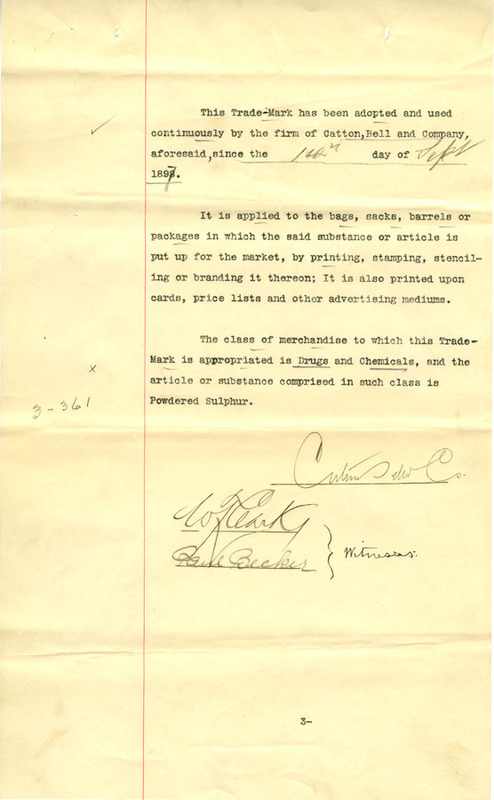 This Trade-Mark has been adopted and used
continuously by the firm of Catton,Bell and Company,
aforesaid,since the day of Sept
1897.
It is applied to the bags, sacks, barrels or
packages in which the said substance or article is
put up for the market, by printing, stamping, stencil-
ing or branding it thereon; It is also printed upon
cards, price lists and other advertising mediums.
The class of merchandise to which this Trade-
Mark is appropriated is Drugs and Chemicals, and the
x
article or substance comprised in such class is
3-361
Powdered Sulphur.
Co.
Clark
Becker
Witnesses:
3-